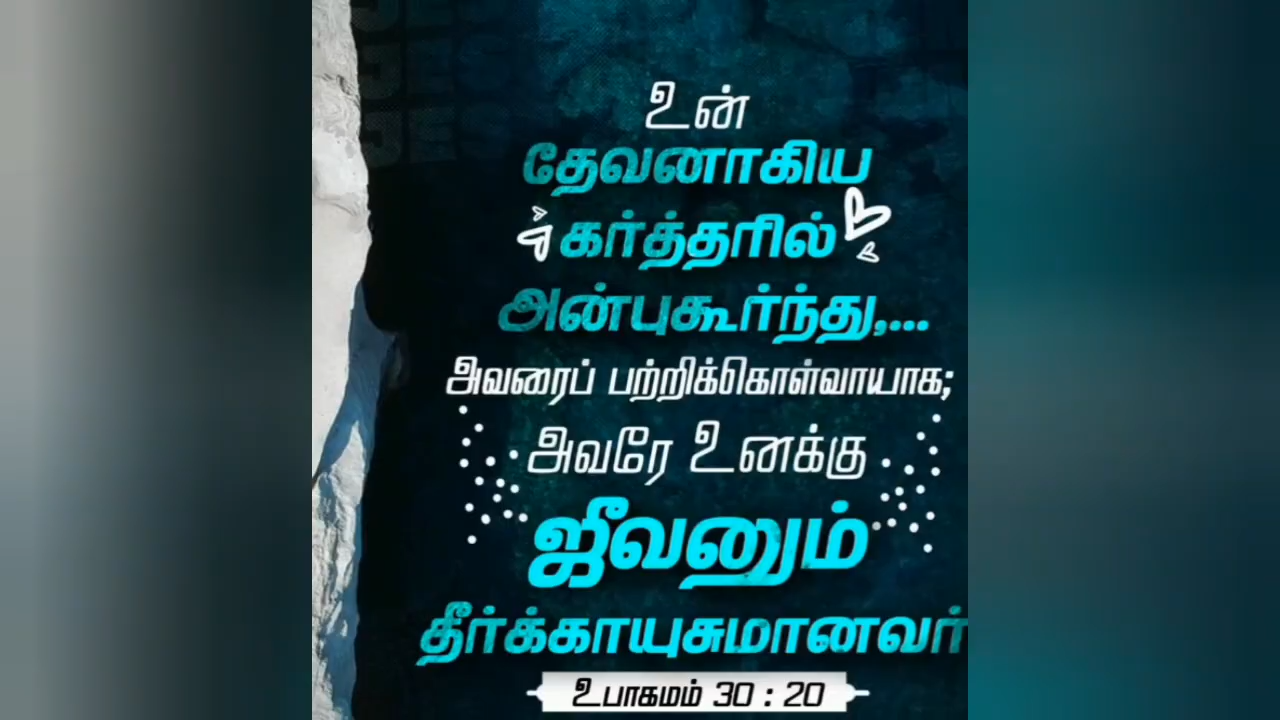 உன்
தேவனாகிய
கர்த்தரில்
அன்புகூர்ந்து,...
அவரைப் பற்றிக்கொள்வாயாக;
அவரே உனக்கு
ஜீவனும்
தீர்க்காயுசுமானவர்
உபாகமம் 30 : 20